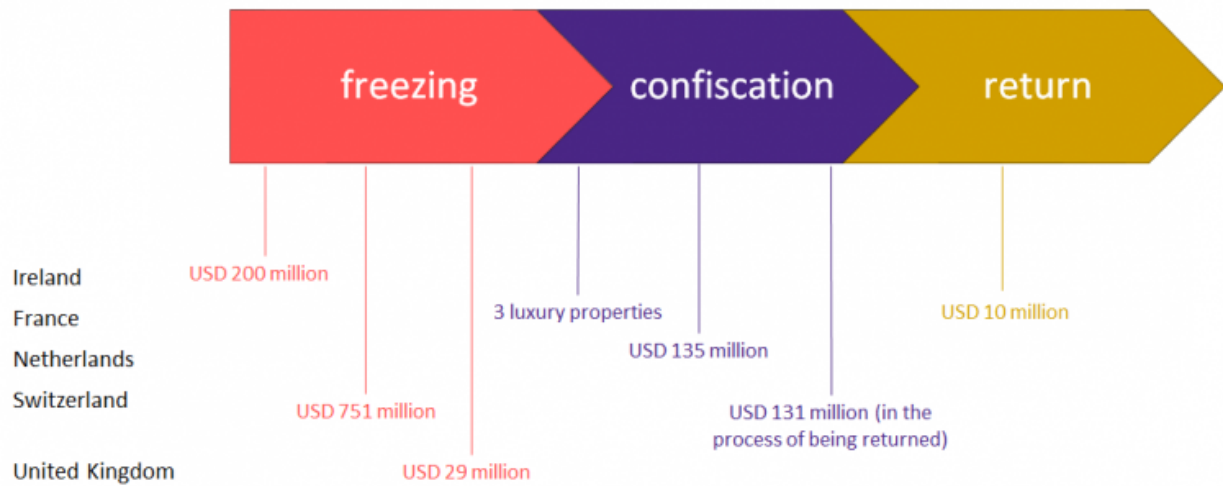 freezing
confiscation
return
Ireland
USD 200 million
France
3 luxury properties
USD 10 million
Netherlands
USD 135 million
Switzerland
USD 751 million
USD 131 million (in the
process of being returned)
United Kingdom
USD 29 million